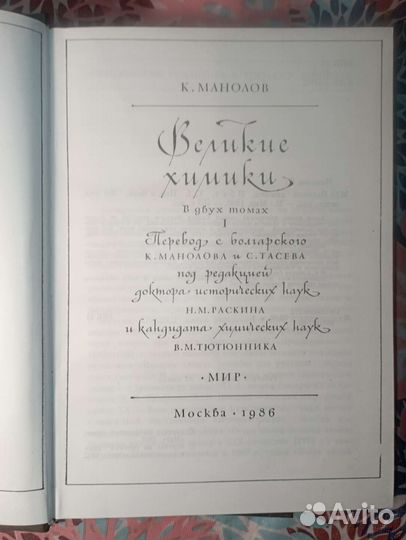 К. МАНОЛОВ
Великие
химики
В двух томах
I
Перевод с болгарского
К. МАНОЛОВА и С. ТАСЕВА
под редакцией
доктора исторических наук
Н.М. РАСКИНА
и кандидата химических наук
В.М. ТЮТЮННИКА
· МИР ·
Москва · 1986
Avito